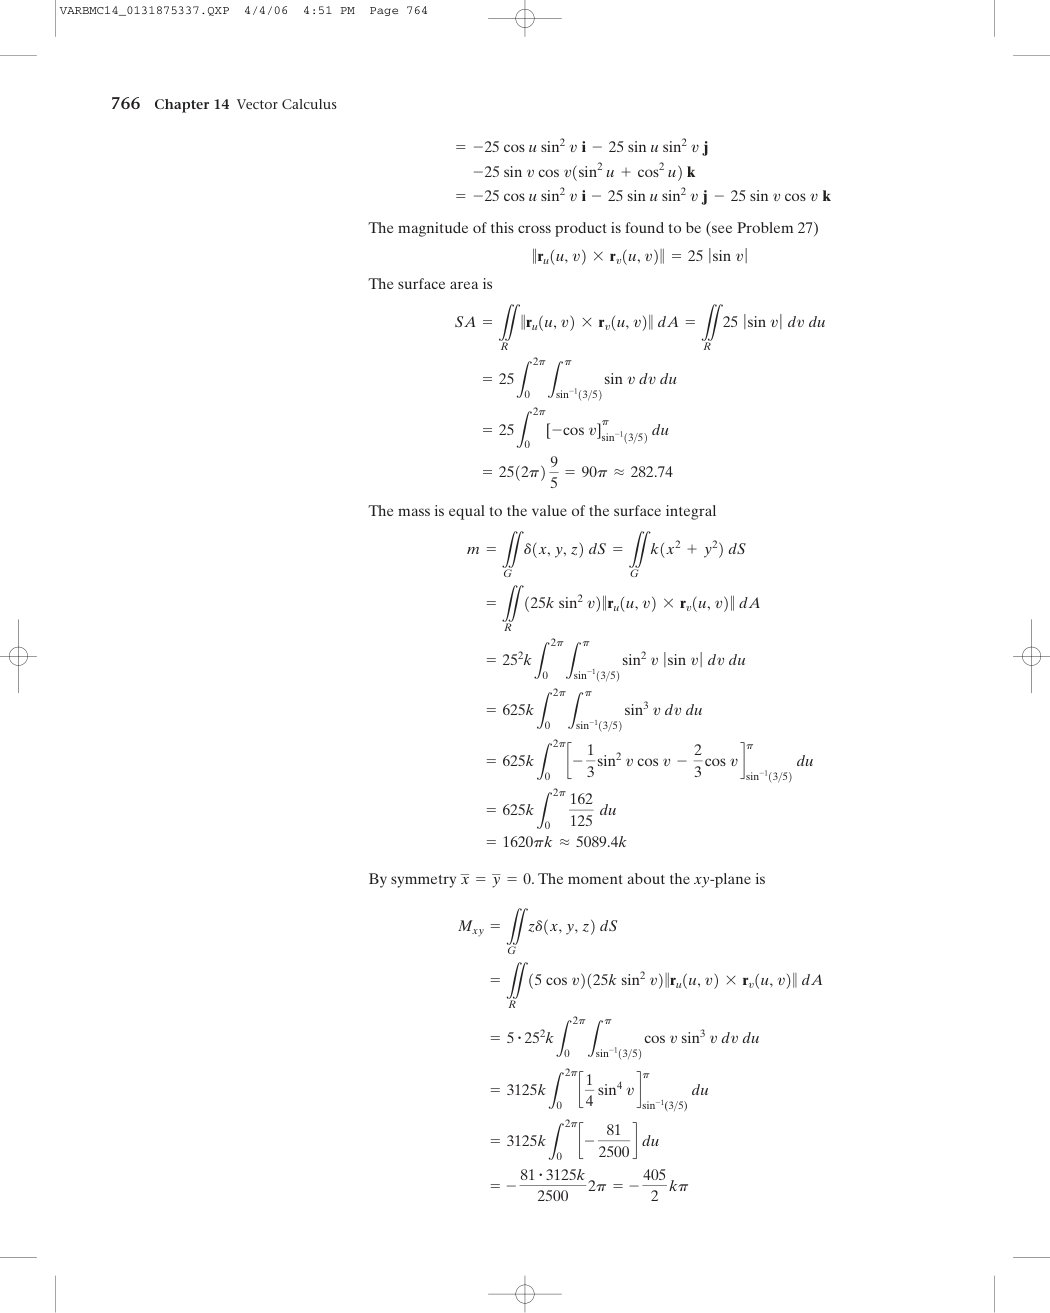 VARBMC14_0131875337.QXP 4/4/06 4:51 PM Page 764
766 Chapter 14 Vector Calculus
= −25 cos u sin² v i − 25 sin u sin² v j
−25 sin v cos v(sin² u + cos² u) k
= −25 cos u sin² v i − 25 sin u sin² v j − 25 sin v cos v k
The magnitude of this cross product is found to be (see Problem 27)
‖rᵤ(u, v) × rᵥ(u, v)‖ = 25 |sin v|
The surface area is
SA = ∬_R ‖rᵤ(u, v) × rᵥ(u, v)‖ dA = ∬_R 25 |sin v| dv du
= 25 ∫_0^{2π} ∫_{sin⁻¹(3/5)}^{π} sin v dv du
= 25 ∫_0^{2π} [−cos v]_{sin⁻¹(3/5)}^{π} du
= 25(2π) 9/5 = 90π ≈ 282.74
The mass is equal to the value of the surface integral
m = ∬_G δ(x, y, z) dS = ∬_G k(x² + y²) dS
= ∬_R (25k sin² v)‖rᵤ(u, v) × rᵥ(u, v)‖ dA
= 25²k ∫_0^{2π} ∫_{sin⁻¹(3/5)}^{π} sin² v |sin v| dv du
= 625k ∫_0^{2π} ∫_{sin⁻¹(3/5)}^{π} sin³ v dv du
= 625k ∫_0^{2π} [−1/3 sin² v cos v − 2/3 cos v]_{sin⁻¹(3/5)}^{π} du
= 625k ∫_0^{2π} 162/125 du
= 1620πk ≈ 5089.4k
By symmetry x̅ = y̅ = 0. The moment about the xy-plane is
M_{xy} = ∬_G zδ(x, y, z) dS
= ∬_R (5 cos v)(25k sin² v)‖rᵤ(u, v) × rᵥ(u, v)‖ dA
= 5 · 25²k ∫_0^{2π} ∫_{sin⁻¹(3/5)}^{π} cos v sin³ v dv du
= 3125k ∫_0^{2π} [1/4 sin⁴ v]_{sin⁻¹(3/5)}^{π} du
= 3125k ∫_0^{2π} [−81/2500] du
= −(81 · 3125k)/2500 2π = −405/2 kπ